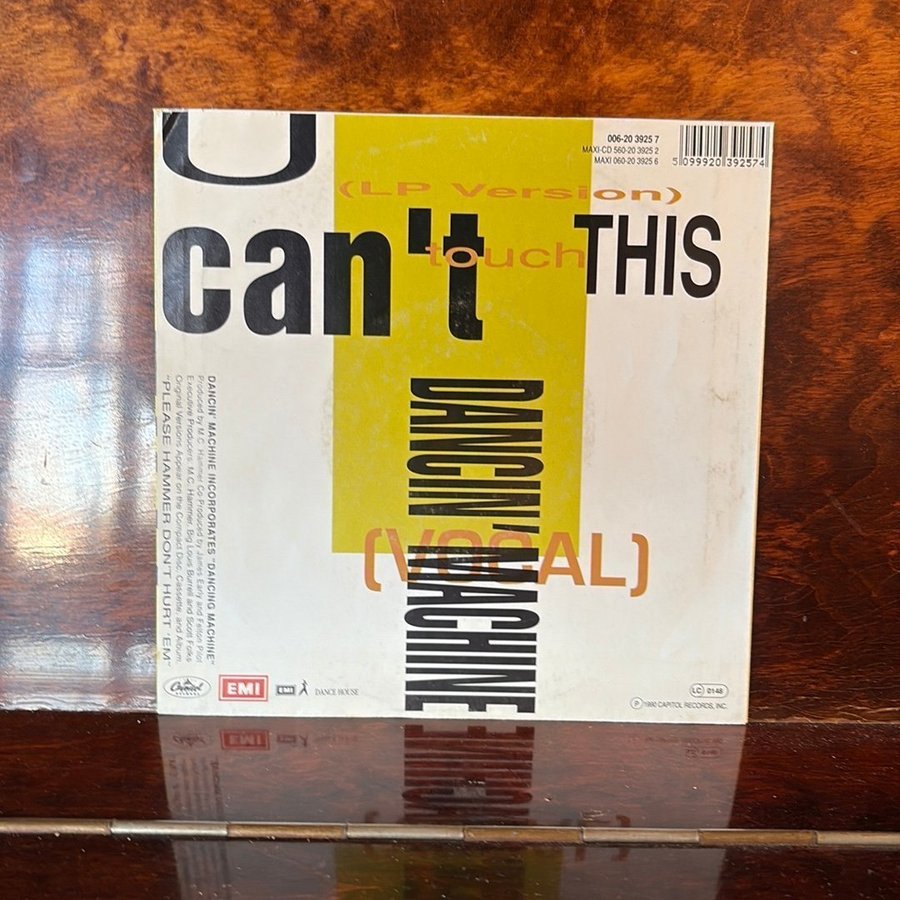 006-20 3925 7
MAXI-CD 560-20 3925 2
MAXI 060-20 3925 6
5 099920 392574
U
(LP Version)
can't touch THIS
DANCIN' MACHINE
(VOCAL)
DANCIN' MACHINE INCORPORATES "DANCING MACHINE"
Produced by M.C. Hammer Co-Produced by James Early and Felton Pilot
Executive Producers: M.C. Hammer, Big Louis Burrell and Scott Folks
Original Versions Appear on the Compact Disc, Cassette, and Album,
"PLEASE HAMMER DON'T HURT 'EM"
Capitol
EMI
EMI
DANCE HOUSE
LC 0148
P 1990 CAPITOL RECORDS, INC.